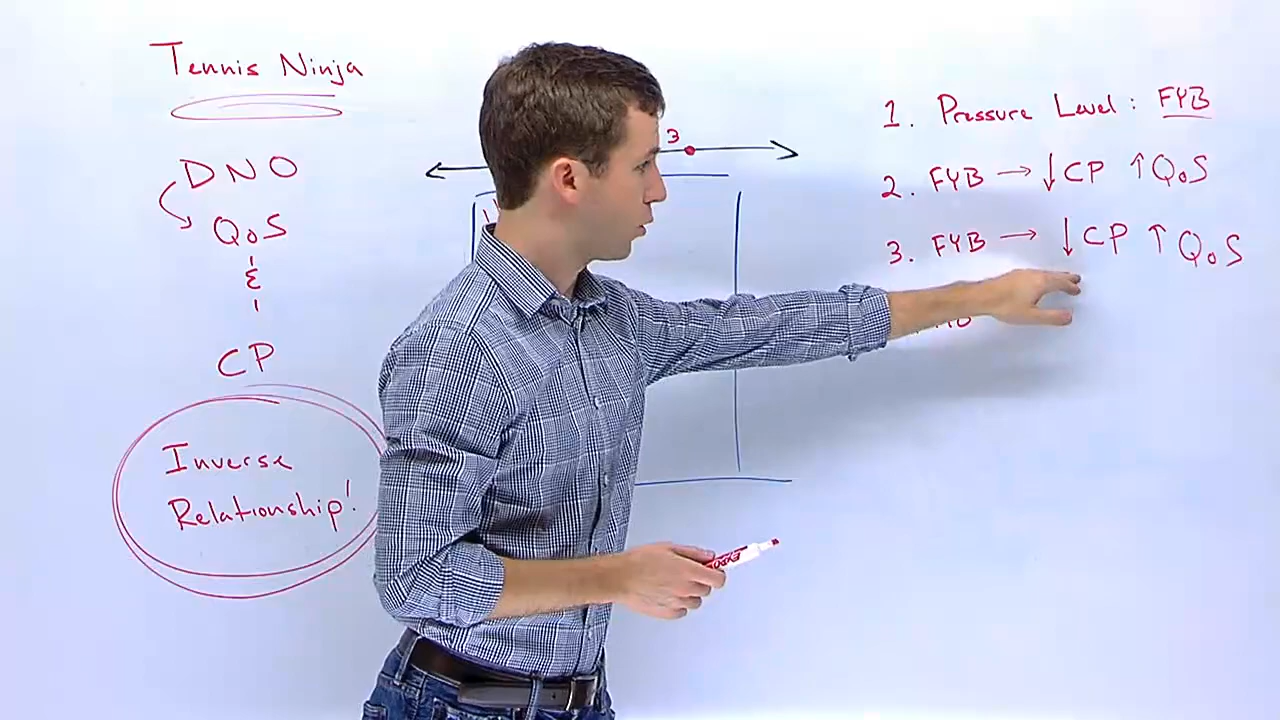 Tennis Ninja
DNO
QoS
&
CP
Inverse
Relationship!
3
1. Pressure Level: FYB
2. FYB → ↓ CP ↑ QoS
3. FYB → ↓ CP ↑ QoS